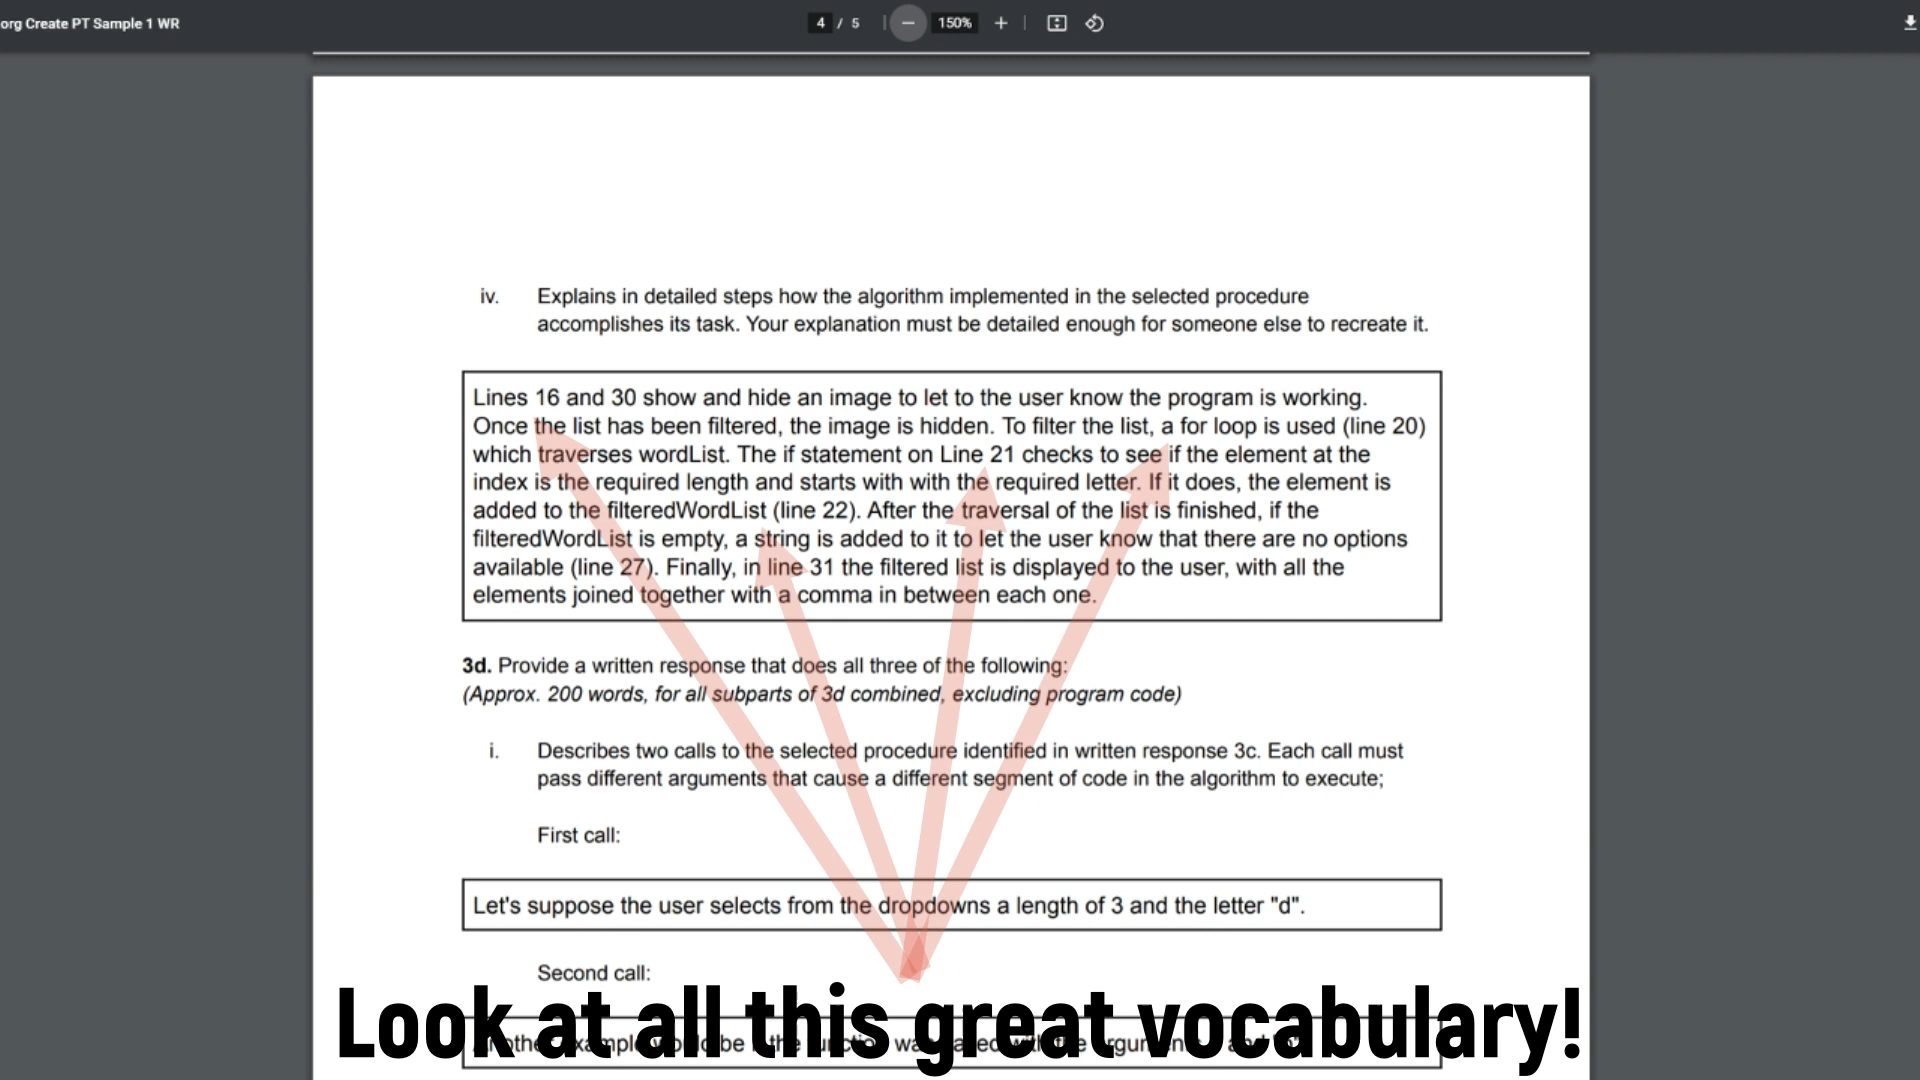 org Create PT Sample 1 WR
4 / 5
150%
iv. Explains in detailed steps how the algorithm implemented in the selected procedure
accomplishes its task. Your explanation must be detailed enough for someone else to recreate it.
Lines 16 and 30 show and hide an image to let to the user know the program is working.
Once the list has been filtered, the image is hidden. To filter the list, a for loop is used (line 20)
which traverses wordList. The if statement on Line 21 checks to see if the element at the
index is the required length and starts with with the required letter. If it does, the element is
added to the filteredWordList (line 22). After the traversal of the list is finished, if the
filteredWordList is empty, a string is added to it to let the user know that there are no options
available (line 27). Finally, in line 31 the filtered list is displayed to the user, with all the
elements joined together with a comma in between each one.
3d. Provide a written response that does all three of the following:
(Approx. 200 words, for all subparts of 3d combined, excluding program code)
i. Describes two calls to the selected procedure identified in written response 3c. Each call must
pass different arguments that cause a different segment of code in the algorithm to execute;
First call:
Let's suppose the user selects from the dropdowns a length of 3 and the letter "d".
Second call:
Look at all this great vocabulary!
be the